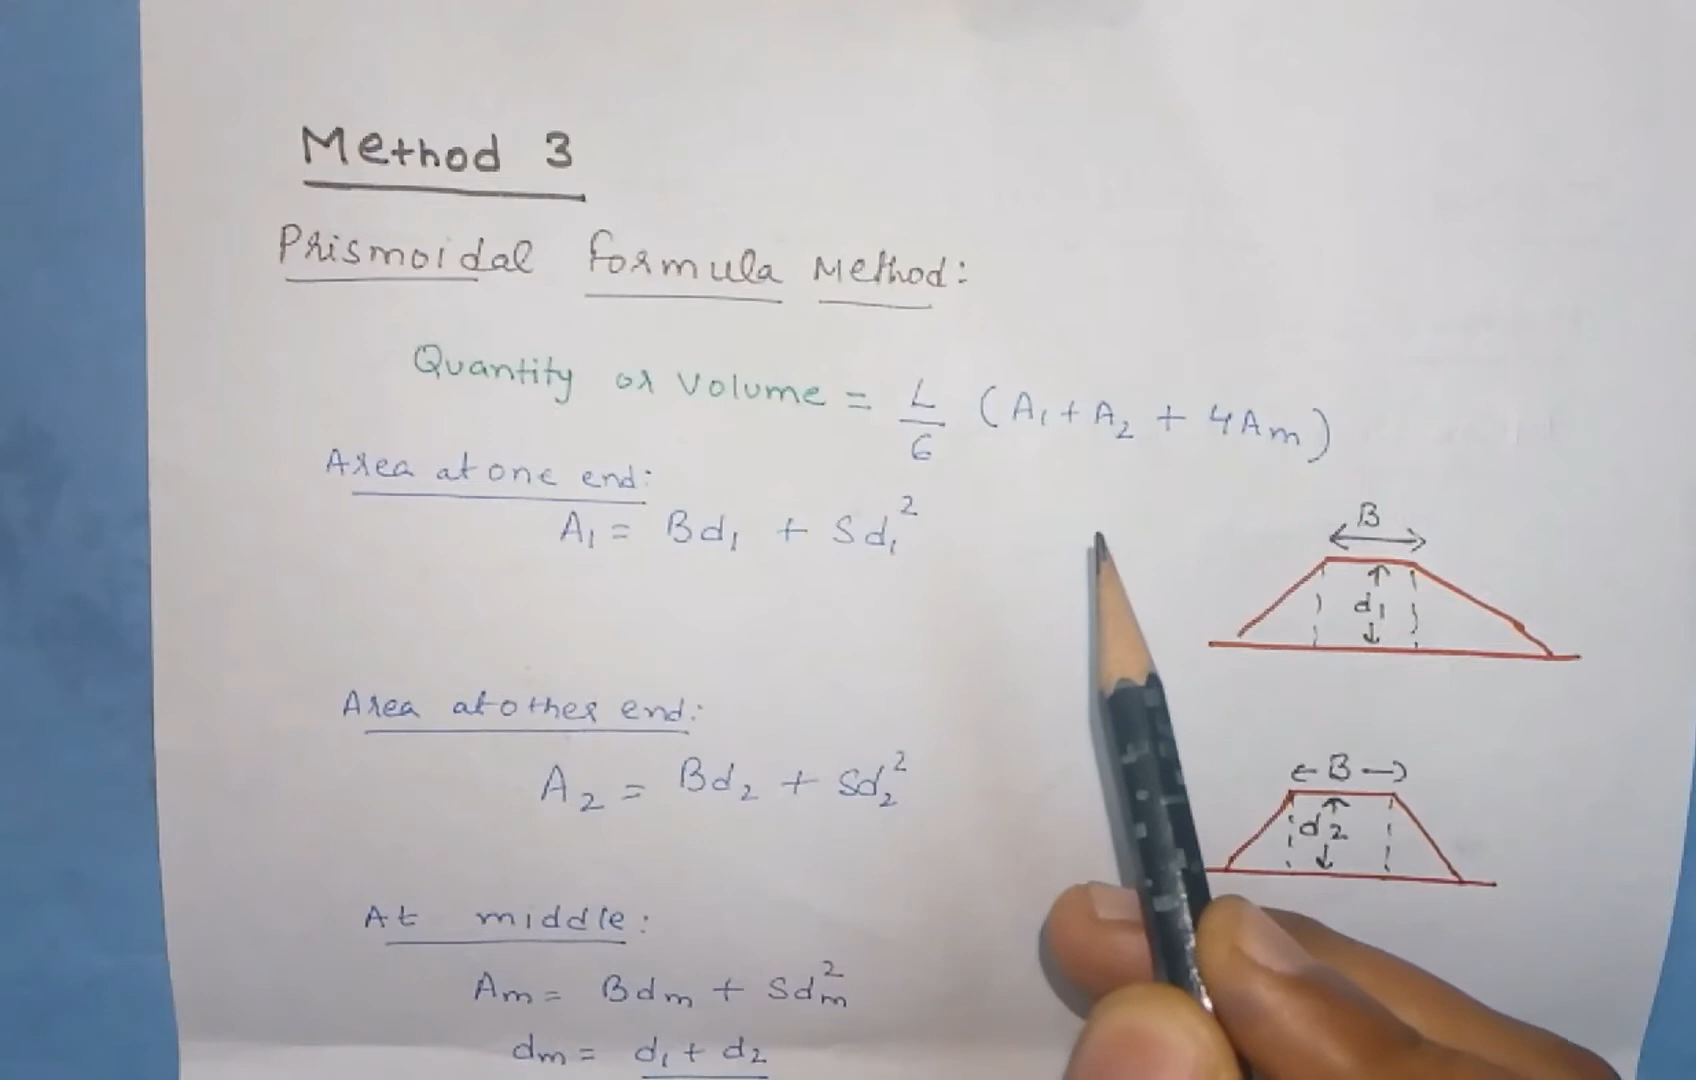 Method 3
Prismoidal formula Method:
Quantity or Volume = L/6 (A₁ + A₂ + 4Am)
Area at one end:
A₁ = Bd₁ + Sd₁²
B
d₁
Area at other end:
A₂ = Bd₂ + Sd₂²
B
d₂
At middle:
Am = Bdm + Sdm²
dm = d₁ + d₂